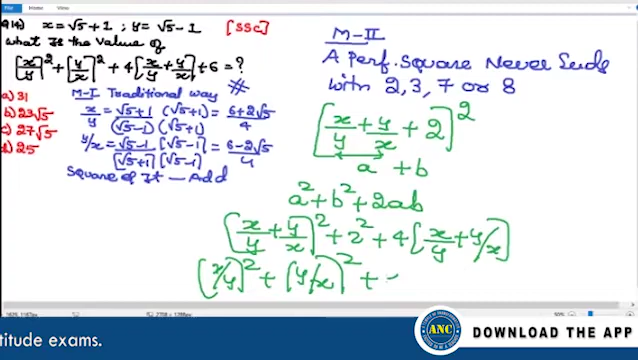 Q14) x = √5 + 1 ; y = √5 - 1 [SSC]
what is the value of
[x/y]² + [y/x]² + 4[x/y + y/x] + 6 = ?
a) 31
b) 23√5
c) 27√5
d) 25
M-I Traditional way
x/y = √5+1 (√5+1) / (√5-1) (√5+1) = 6+2√5 / 4
y/x = √5-1 [√5-1] / [√5+1] [√5-1] = 6-2√5 / 4
Square of It - Add
M-II
A Perf. Square Never Ends
with 2, 3, 7 or 8
[x/y + y/x + 2]²
a + b
a² + b² + 2ab
[x/y + y/x]² + 2² + 4[x/y + y/x]
[x/y]² + [y/x]² +
titude exams.
ANC
DOWNLOAD THE APP